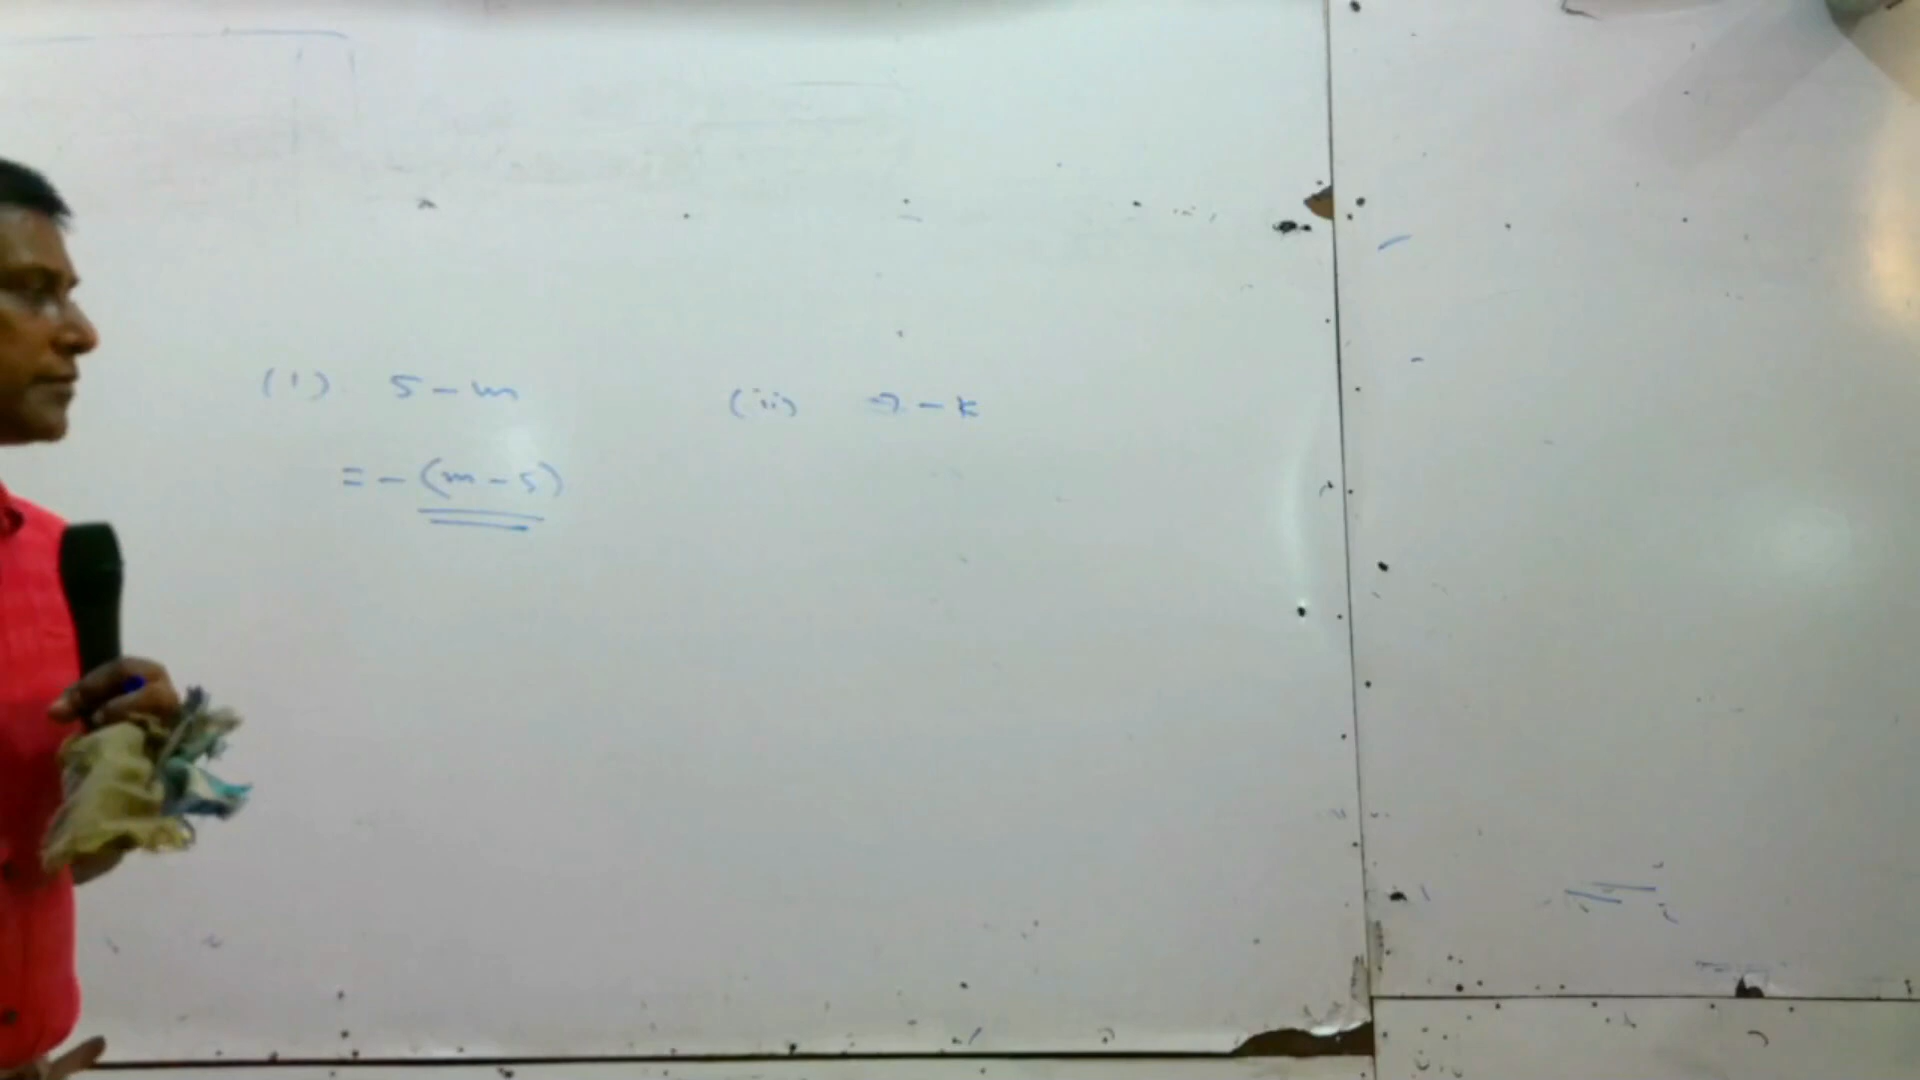 (i) 5 - m
= - (m - 5)
(ii) 7 - k